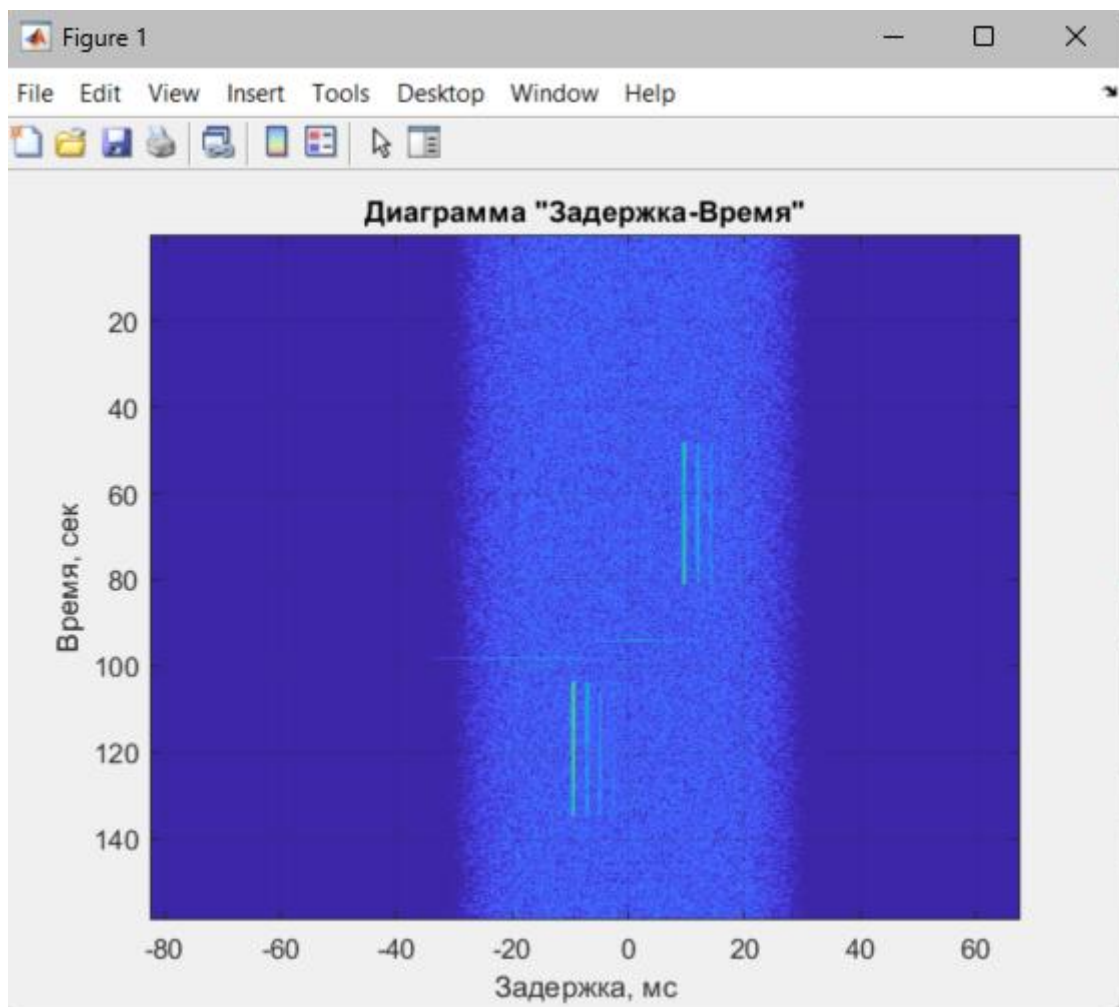 Figure 1
File Edit View Insert Tools Desktop Window Help
Диаграмма "Задержка-Время"
20
40
60
80
100
120
140
Время, сек
-80 -60 -40 -20 0 20 40 60
Задержка, мс